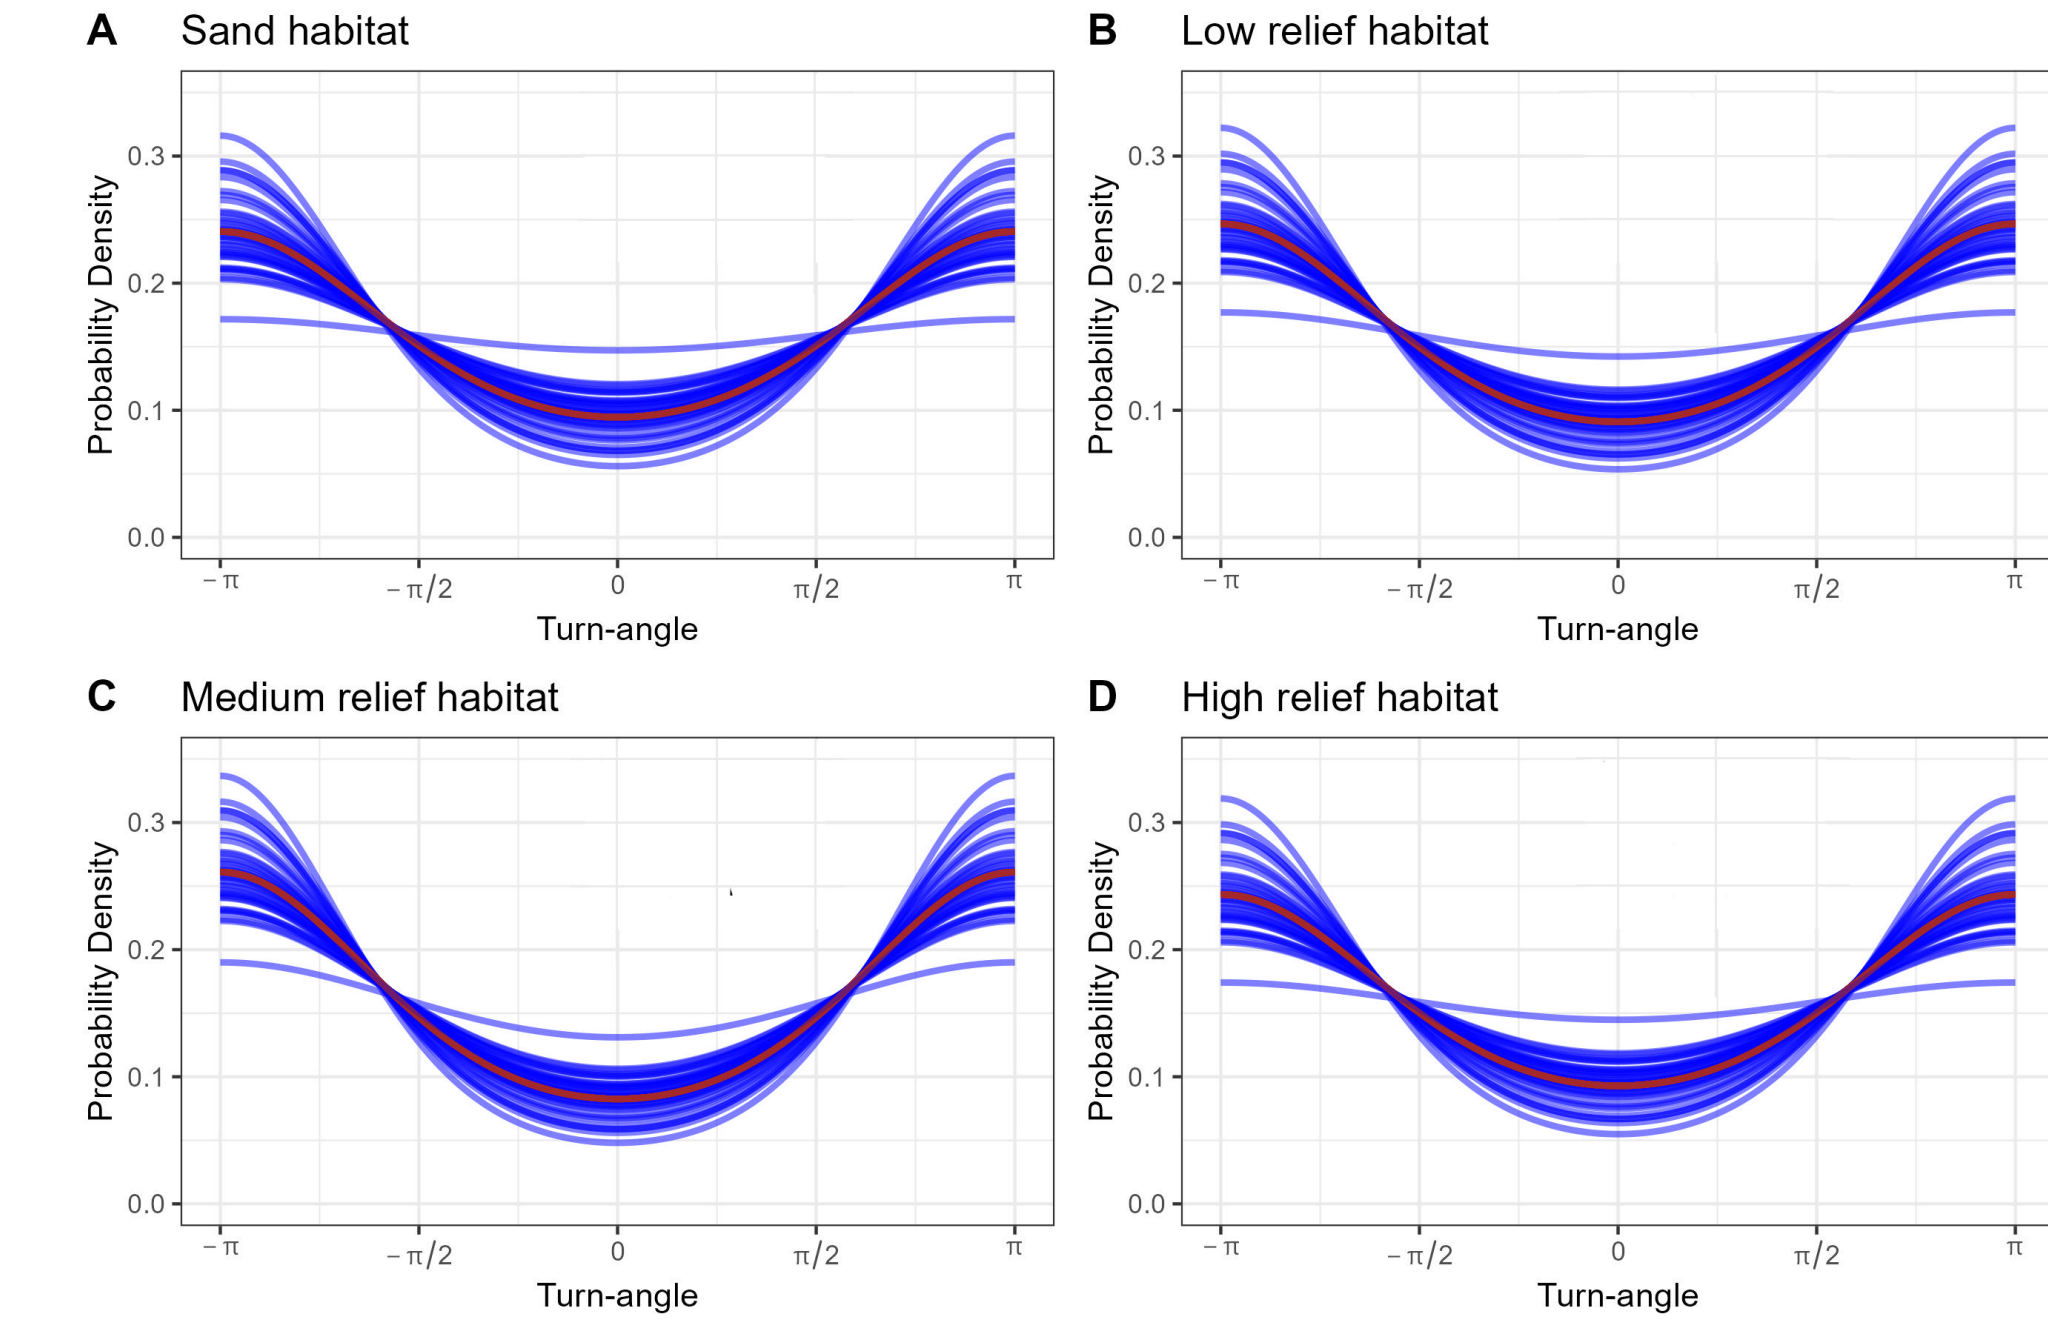 A Sand habitat
Probability Density
0.3
0.2
0.1
0.0
−π −π/2 0 π/2 π
Turn-angle
B Low relief habitat
Probability Density
0.3
0.2
0.1
0.0
−π −π/2 0 π/2 π
Turn-angle
C Medium relief habitat
Probability Density
0.3
0.2
0.1
0.0
−π −π/2 0 π/2 π
Turn-angle
D High relief habitat
Probability Density
0.3
0.2
0.1
0.0
−π −π/2 0 π/2 π
Turn-angle